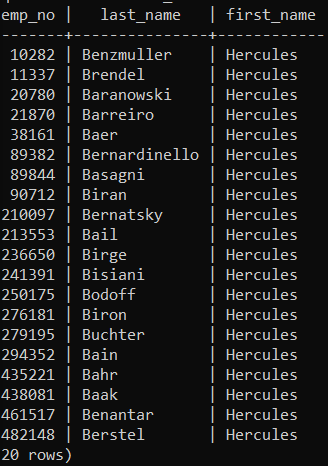 emp_no | last_name | first_name
--------+---------------+------------
10282 | Benzmuller | Hercules
11337 | Brendel | Hercules
20780 | Baranowski | Hercules
21870 | Barreiro | Hercules
38161 | Baer | Hercules
89382 | Bernardinello | Hercules
89844 | Basagni | Hercules
90712 | Biran | Hercules
210097 | Bernatsky | Hercules
213553 | Bail | Hercules
236650 | Birge | Hercules
241391 | Bisiani | Hercules
250175 | Bodoff | Hercules
276181 | Biron | Hercules
279195 | Buchter | Hercules
294352 | Bain | Hercules
435221 | Bahr | Hercules
438081 | Baak | Hercules
461517 | Benantar | Hercules
482148 | Berstel | Hercules
20 rows)